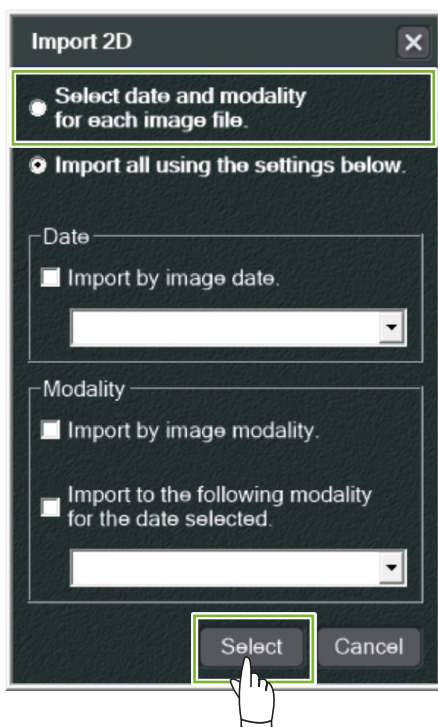 Import 2D
Select date and modality
for each image file.
Import all using the settings below.
Date
Import by image date.
Modality
Import by image modality.
Import to the following modality
for the date selected.
Select
Cancel